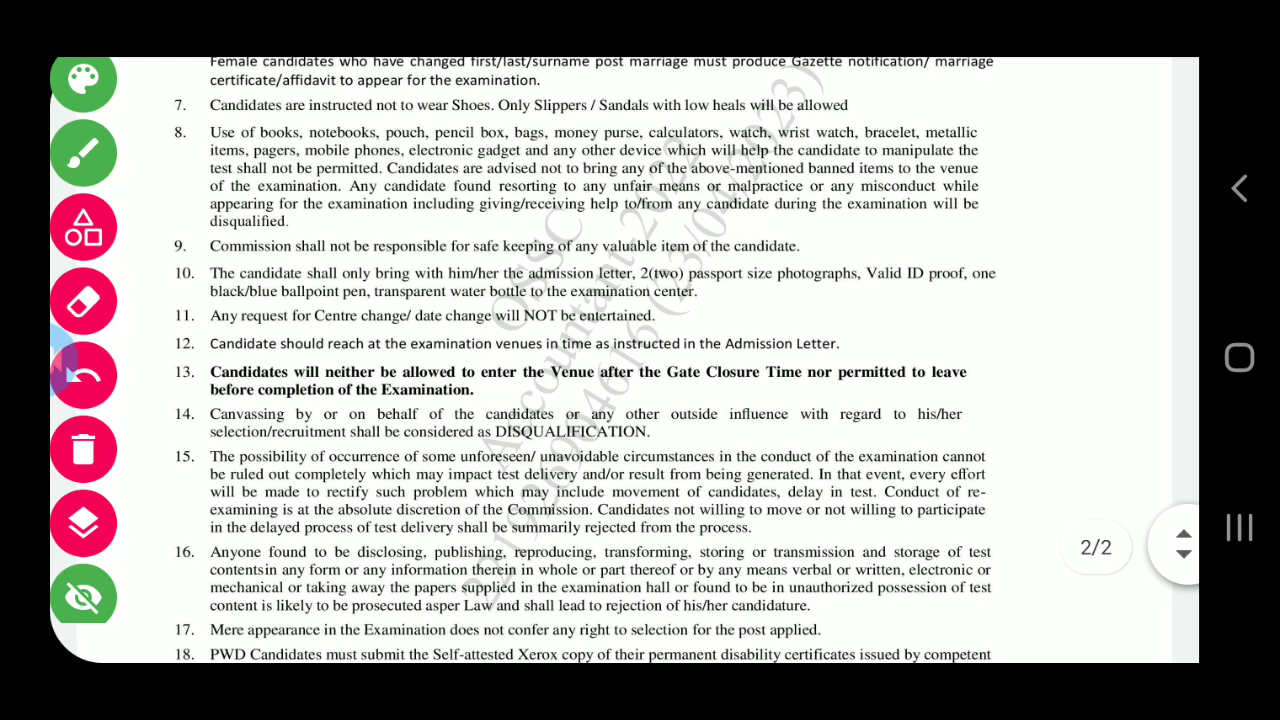 Female candidates who have changed first/last/surname post marriage must produce Gazette notification/ marriage
certificate/affidavit to appear for the examination.
7. Candidates are instructed not to wear Shoes. Only Slippers / Sandals with low heals will be allowed
8. Use of books, notebooks, pouch, pencil box, bags, money purse, calculators, watch, wrist watch, bracelet, metallic
items, pagers, mobile phones, electronic gadget and any other device which will help the candidate to manipulate the
test shall not be permitted. Candidates are advised not to bring any of the above-mentioned banned items to the venue
of the examination. Any candidate found resorting to any unfair means or malpractice or any misconduct while
appearing for the examination including giving/receiving help to/from any candidate during the examination will be
disqualified.
9. Commission shall not be responsible for safe keeping of any valuable item of the candidate.
10. The candidate shall only bring with him/her the admission letter, 2(two) passport size photographs, Valid ID proof, one
black/blue ballpoint pen, transparent water bottle to the examination center.
11. Any request for Centre change/ date change will NOT be entertained.
12. Candidate should reach at the examination venues in time as instructed in the Admission Letter.
13. Candidates will neither be allowed to enter the Venue after the Gate Closure Time nor permitted to leave
before completion of the Examination.
14. Canvassing by or on behalf of the candidates or any other outside influence with regard to his/her
selection/recruitment shall be considered as DISQUALIFICATION.
15. The possibility of occurrence of some unforeseen/ unavoidable circumstances in the conduct of the examination cannot
be ruled out completely which may impact test delivery and/or result from being generated. In that event, every effort
will be made to rectify such problem which may include movement of candidates, delay in test. Conduct of re-
examining is at the absolute discretion of the Commission. Candidates not willing to move or not willing to participate
in the delayed process of test delivery shall be summarily rejected from the process.
16. Anyone found to be disclosing, publishing, reproducing, transforming, storing or transmission and storage of test
contentsin any form or any information therein in whole or part thereof or by any means verbal or written, electronic or
mechanical or taking away the papers supplied in the examination hall or found to be in unauthorized possession of test
content is likely to be prosecuted asper Law and shall lead to rejection of his/her candidature.
17. Mere appearance in the Examination does not confer any right to selection for the post applied.
18. PWD Candidates must submit the Self-attested Xerox copy of their permanent disability certificates issued by competent
OSSC
Accountant-2022
(23/04/2023)
2/2